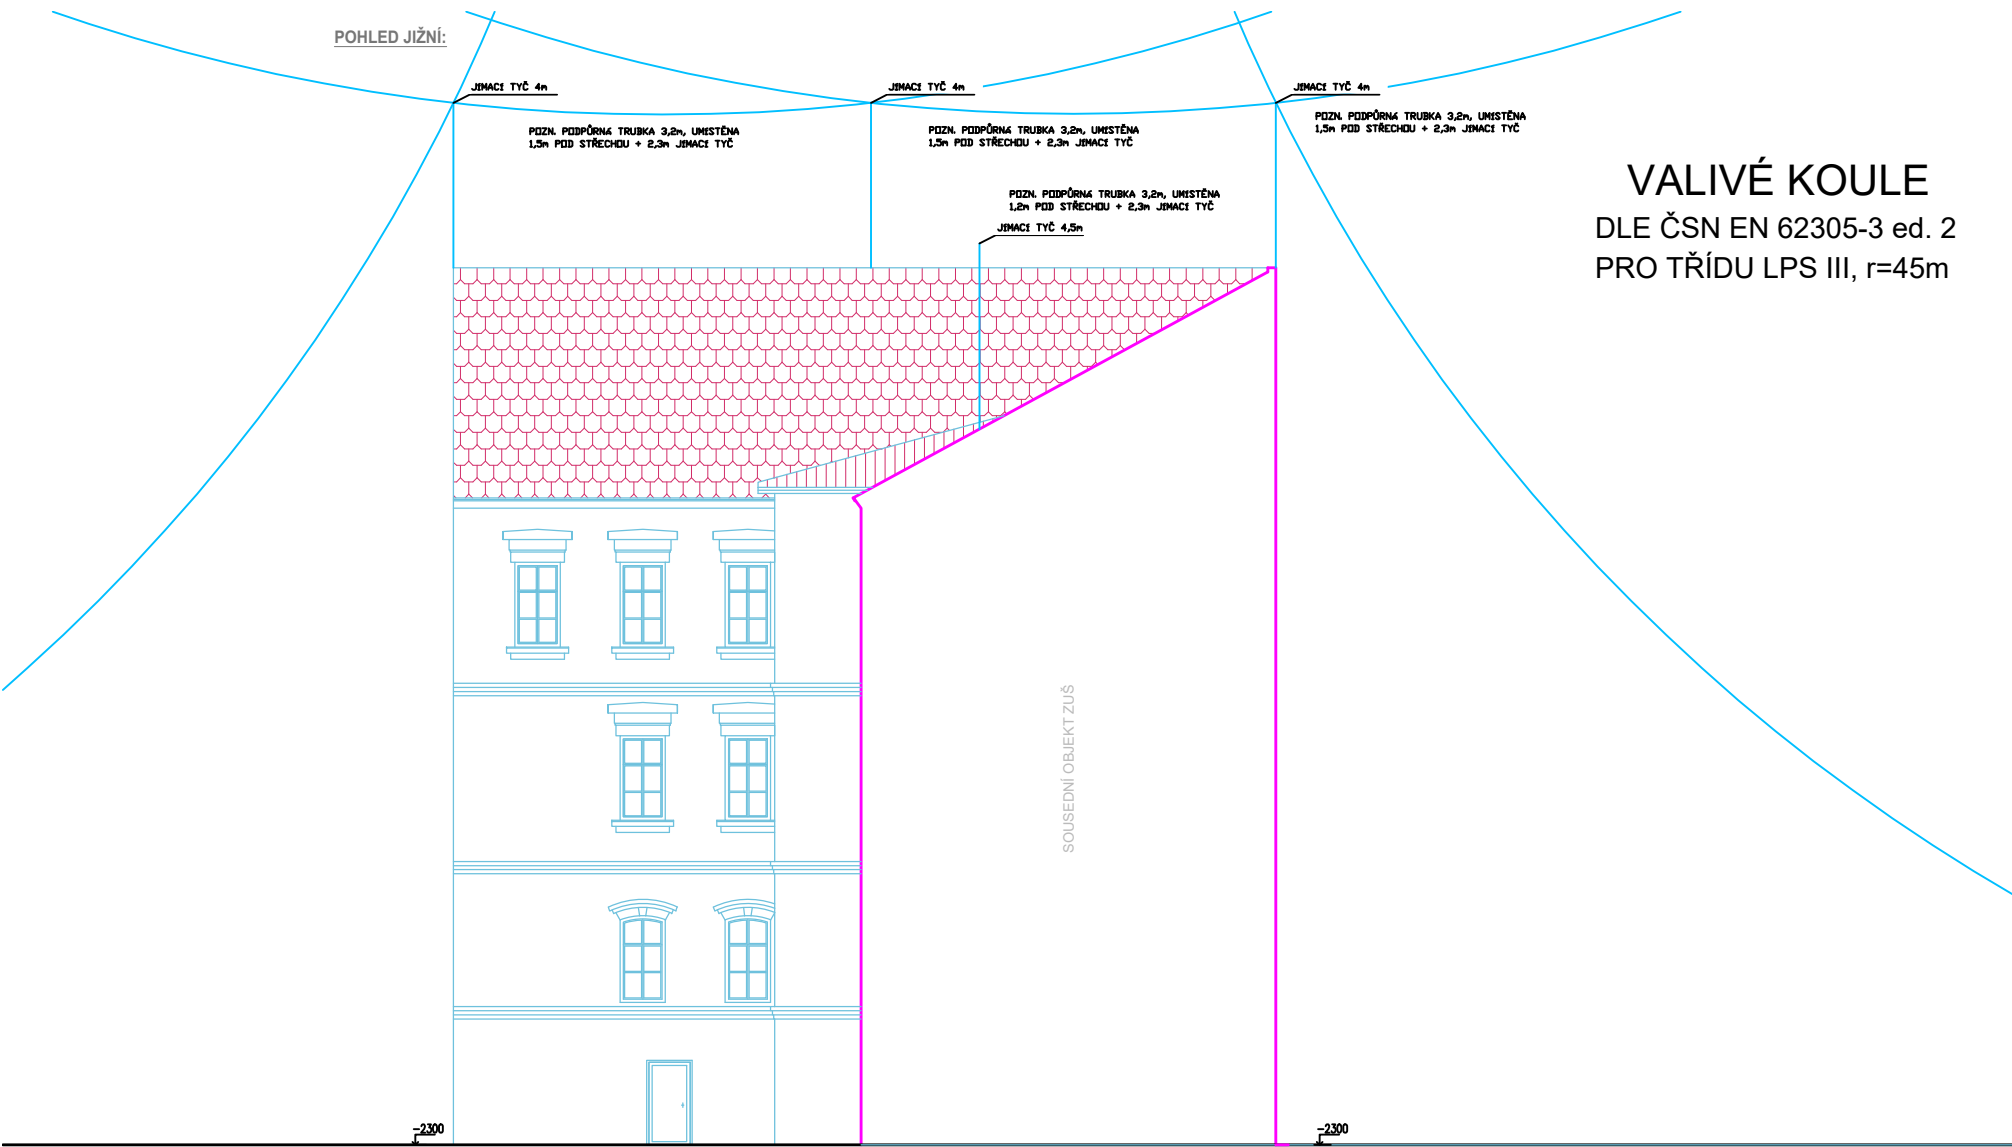 POHLED JIŽNÍ:
JÍMACÍ TYČ 4m
POZN. PODPŮRNÁ TRUBKA 3,2m, UMÍSTĚNA
1,5m POD STŘECHOU + 2,3m JÍMACÍ TYČ
JÍMACÍ TYČ 4m
POZN. PODPŮRNÁ TRUBKA 3,2m, UMÍSTĚNA
1,5m POD STŘECHOU + 2,3m JÍMACÍ TYČ
JÍMACÍ TYČ 4m
POZN. PODPŮRNÁ TRUBKA 3,2m, UMÍSTĚNA
1,5m POD STŘECHOU + 2,3m JÍMACÍ TYČ
POZN. PODPŮRNÁ TRUBKA 3,2m, UMÍSTĚNA
1,2m POD STŘECHOU + 2,3m JÍMACÍ TYČ
JÍMACÍ TYČ 4,5m
VALIVÉ KOULE
DLE ČSN EN 62305-3 ed. 2
PRO TŘÍDU LPS III, r=45m
SOUSEDNÍ OBJEKT ZUŠ
-2300
-2300